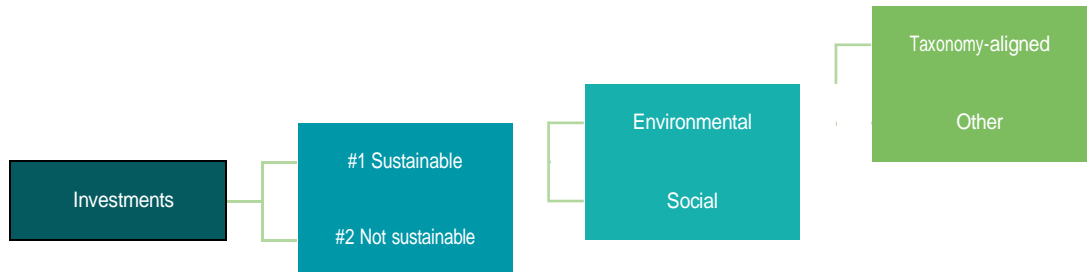 Investments
#1 Sustainable
#2 Not sustainable
Environmental
Social
Taxonomy-aligned
Other